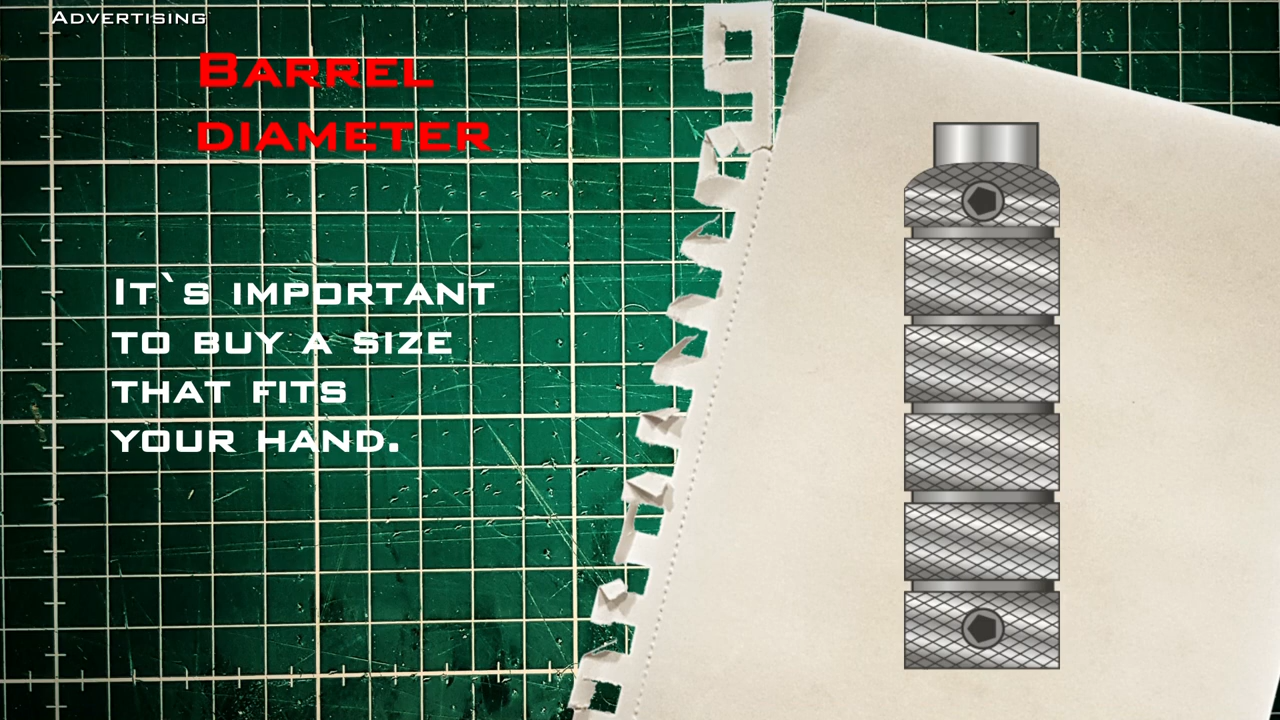 Advertising
Barrel
diameter
It`s important
to buy a size
that fits
your hand.